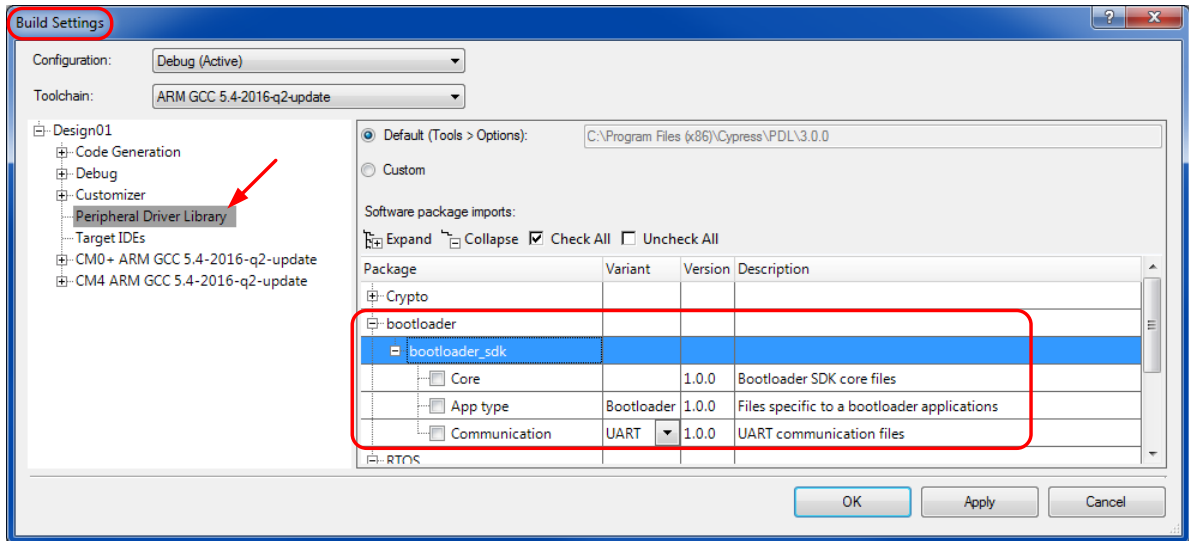 Build Settings
Configuration: Debug (Active)
Toolchain: ARM GCC 5.4-2016-q2-update
Design01
Code Generation
Debug
Customizer
Peripheral Driver Library
Target IDEs
CM0+ ARM GCC 5.4-2016-q2-update
CM4 ARM GCC 5.4-2016-q2-update
Default (Tools > Options): C:\Program Files (x86)\Cypress\PDL\3.0.0
Custom
Software package imports:
Expand Collapse Check All Uncheck All
Package Variant Version Description
Crypto
bootloader
bootloader_sdk
Core 1.0.0 Bootloader SDK core files
App type Bootloader 1.0.0 Files specific to a bootloader applications
Communication UART 1.0.0 UART communication files
RTOS
OK Apply Cancel